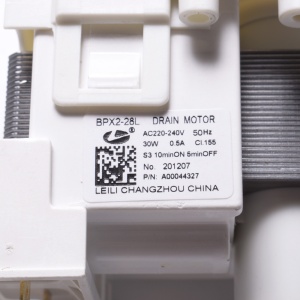 BPX2-28L DRAIN MOTOR
AC220-240V 50Hz
30W 0.5A Cl.155
S3 10minON 5minOFF
No. 201207
P/N: A00044327
LEILI CHANGZHOU CHINA